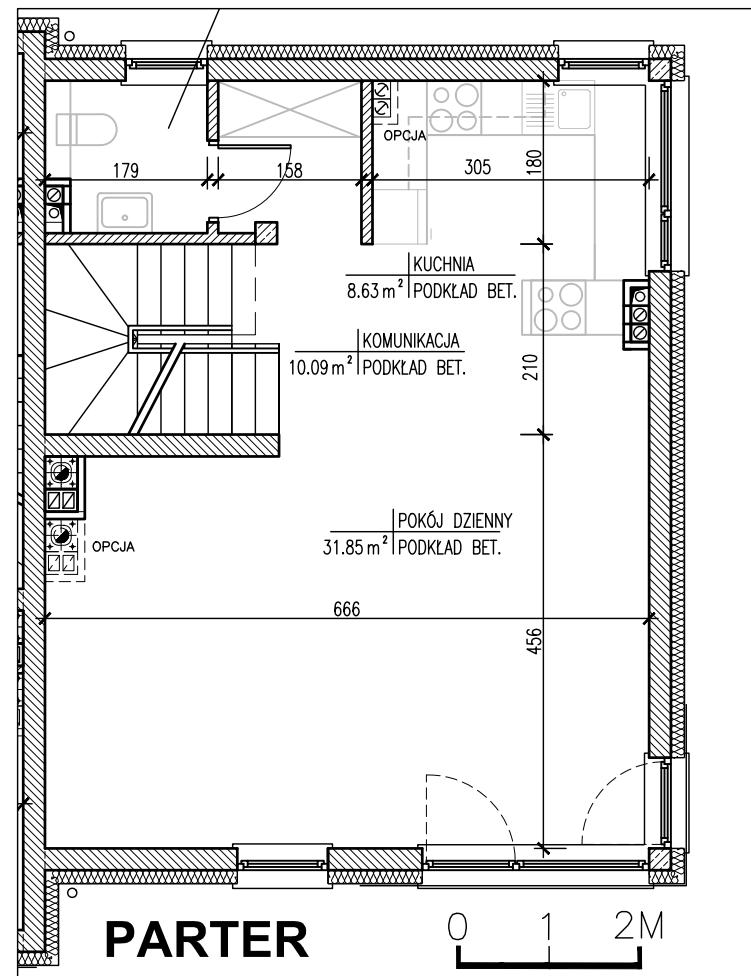 OPCJA
179
158
305
180
KUCHNIA
8.63 m² PODKŁAD BET.
KOMUNIKACJA
10.09 m² PODKŁAD BET.
210
POKÓJ DZIENNY
31.85 m² PODKŁAD BET.
OPCJA
666
456
PARTER
0 1 2M